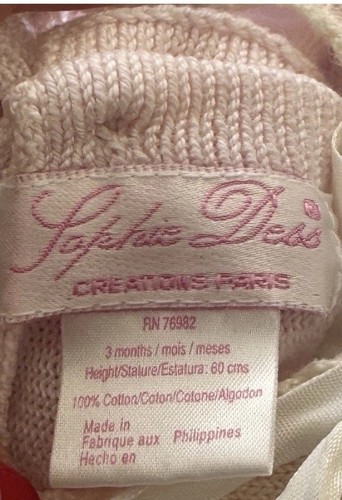 Sophie Dess ®
CREATIONS PARIS
RN 76982
3 months / mois / meses
Height/Stature/Estatura: 60 cms
100% Cotton/Coton/Cotone/Algodon
Made in
Fabrique aux Philippines
Hecho en